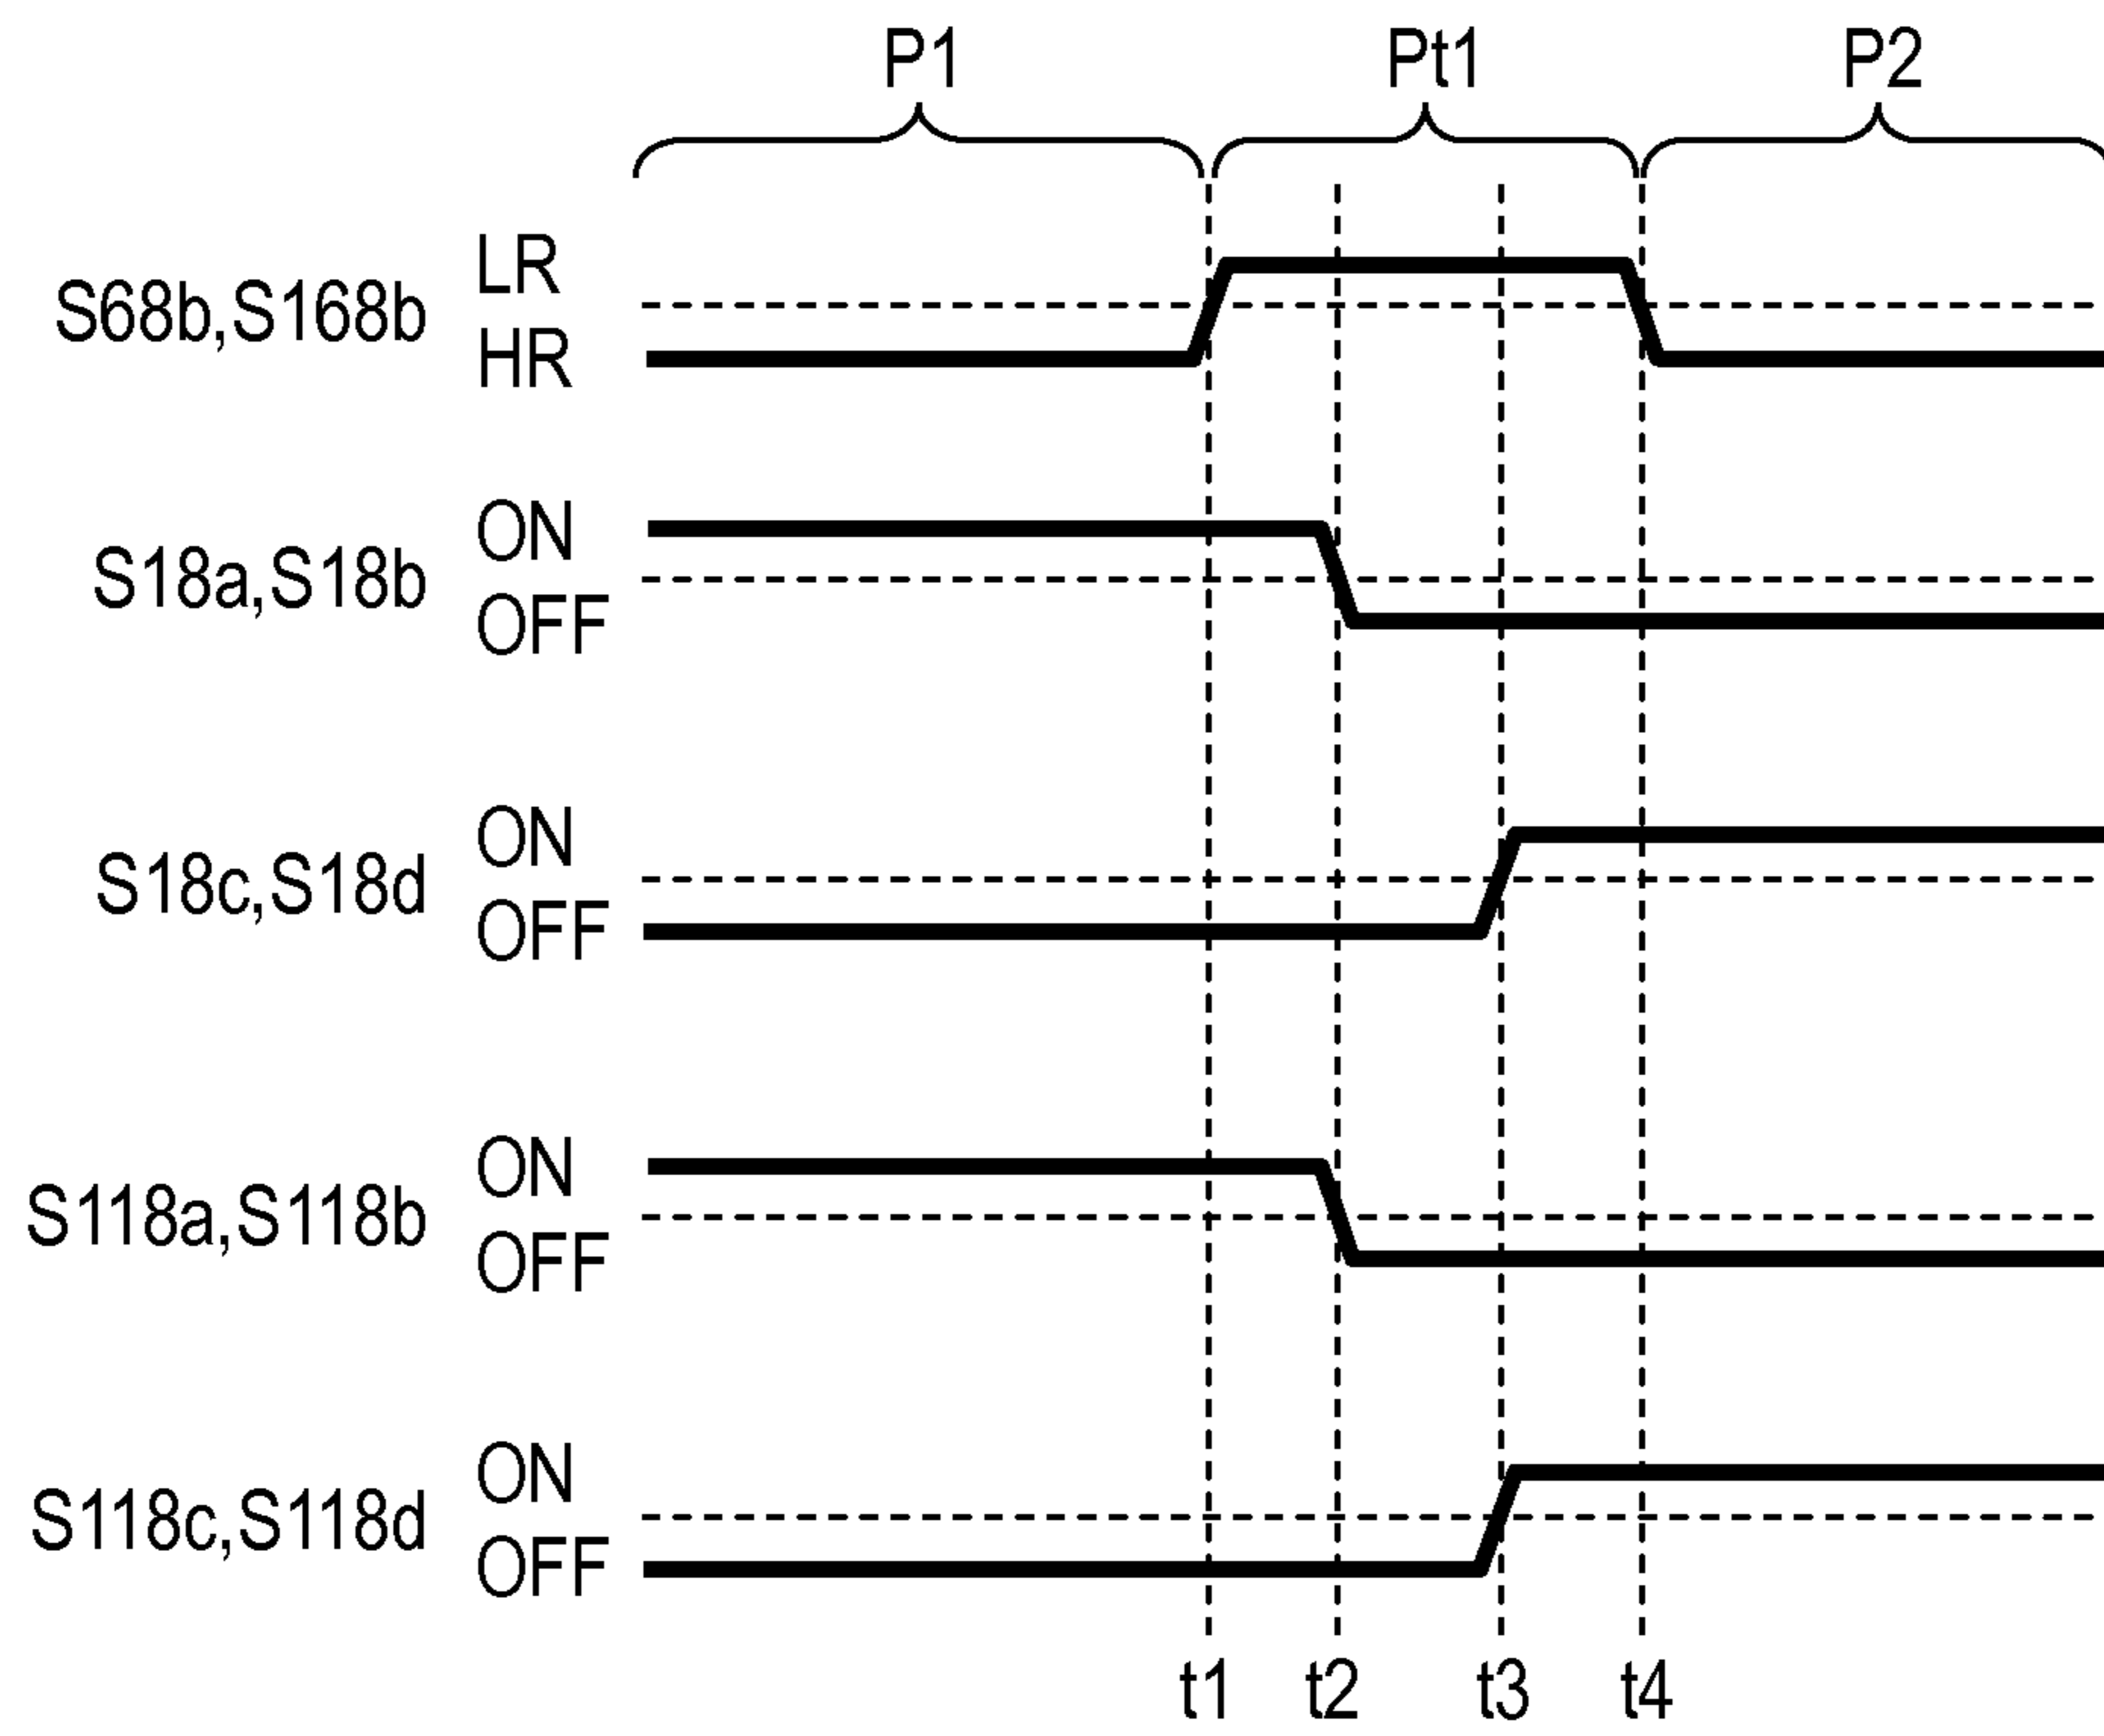 P1 Pt1 P2
LR
S68b,S168b
HR
ON
S18a,S18b
OFF
ON
S18c,S18d
OFF
ON
S118a,S118b
OFF
ON
S118c,S118d
OFF
t1 t2 t3 t4